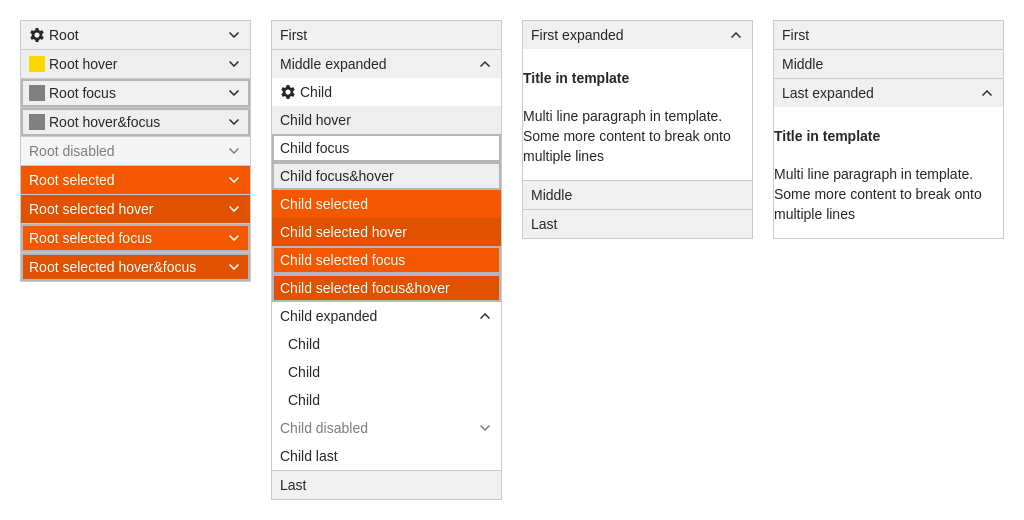 Root
Root hover
Root focus
Root hover&focus
Root disabled
Root selected
Root selected hover
Root selected focus
Root selected hover&focus
First
Middle expanded
Child
Child hover
Child focus
Child focus&hover
Child selected
Child selected hover
Child selected focus
Child selected focus&hover
Child expanded
Child
Child
Child
Child disabled
Child last
Last
First expanded
Title in template
Multi line paragraph in template.
Some more content to break onto
multiple lines
Middle
Last
First
Middle
Last expanded
Title in template
Multi line paragraph in template.
Some more content to break onto
multiple lines